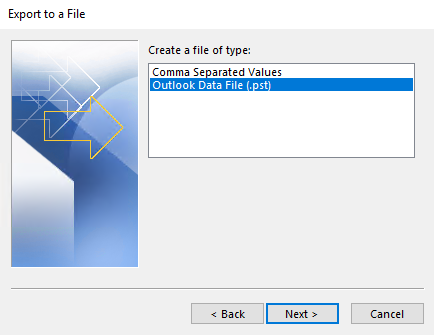 Export to a File
Create a file of type:
Comma Separated Values
Outlook Data File (.pst)
< Back
Next >
Cancel